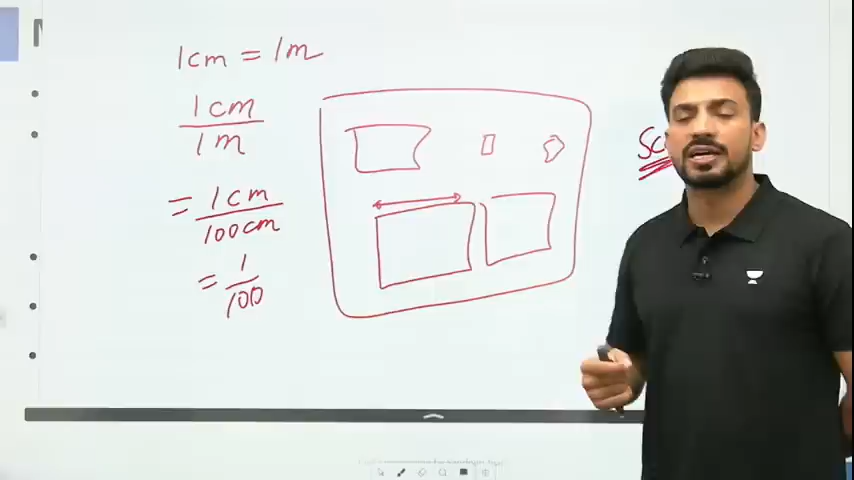 1cm = 1m
1cm
1m
= 1cm
100cm
= 1
100